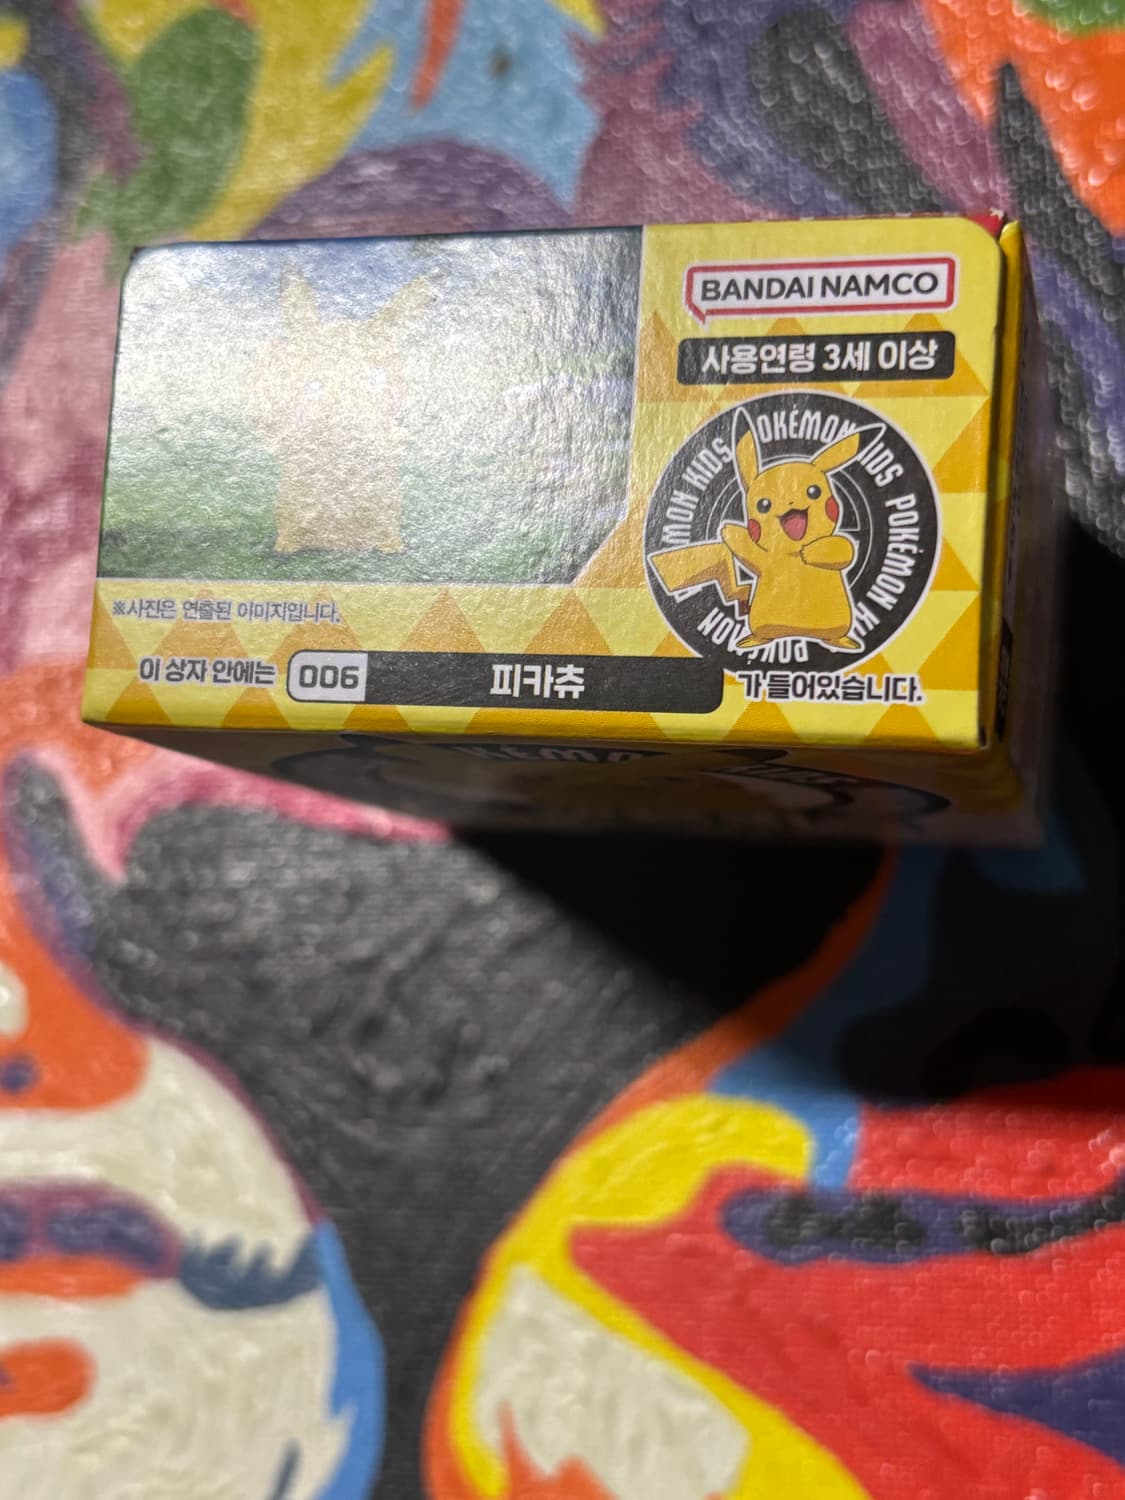 BANDAI NAMCO
사용연령 3세 이상
POKÉMON KIDS POKÉMON KIDS POKÉMON KIDS
※사진은 연출된 이미지입니다.
이 상자 안에는 006 피카츄 가 들어있습니다.